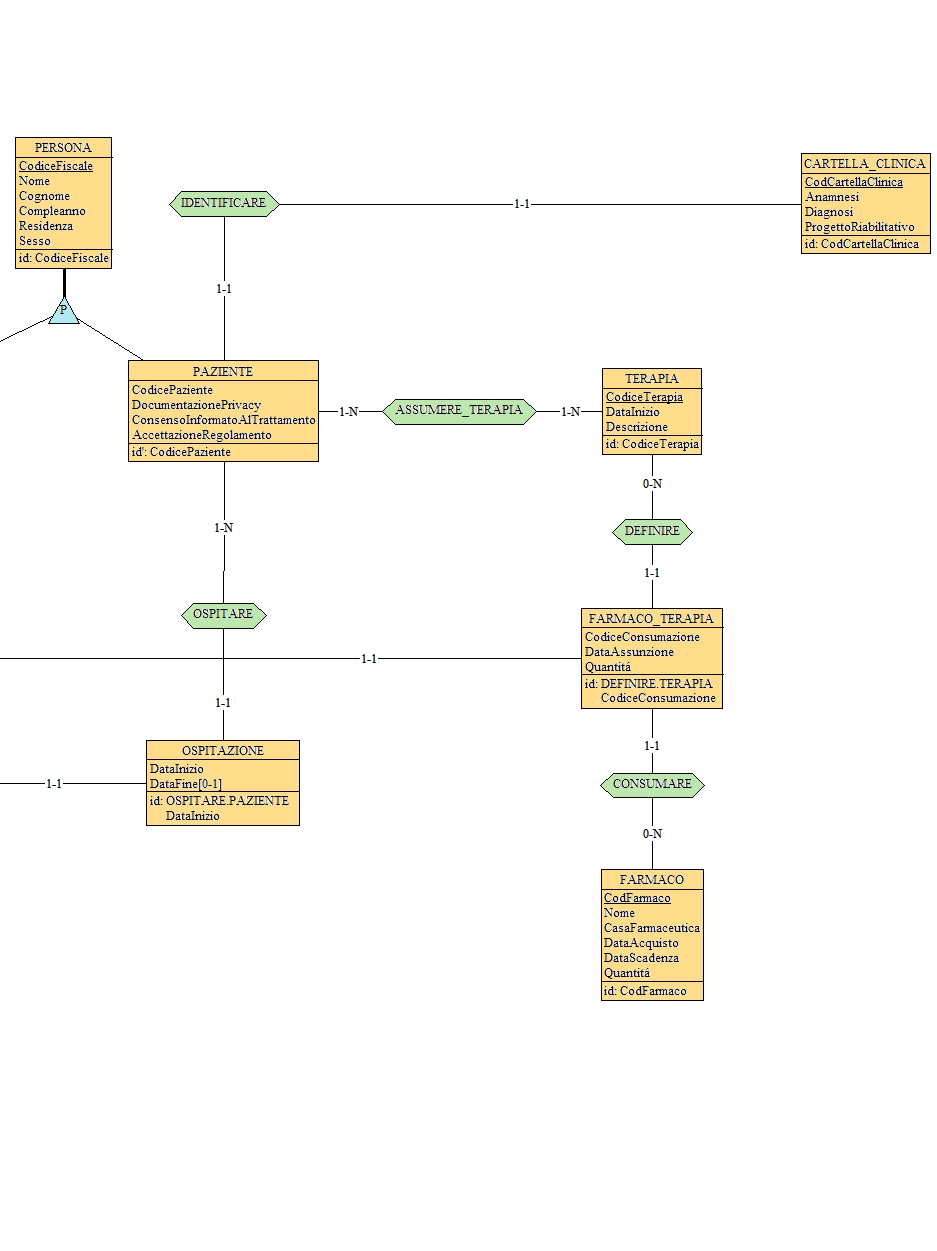 PERSONA
CodiceFiscale
Nome
Cognome
Compleanno
Residenza
Sesso
id: CodiceFiscale
P
IDENTIFICARE
1-1
1-1
CARTELLA_CLINICA
CodCartellaClinica
Anamnesi
Diagnosi
ProgettoRiabilitativo
id: CodCartellaClinica
PAZIENTE
CodicePaziente
DocumentazionePrivacy
ConsensoInformatoAlTrattamento
AccettazioneRegolamento
id': CodicePaziente
1-N
ASSUMERE_TERAPIA
1-N
TERAPIA
CodiceTerapia
DataInizio
Descrizione
id: CodiceTerapia
0-N
DEFINIRE
1-1
1-N
OSPITARE
1-1
FARMACO_TERAPIA
CodiceConsumazione
DataAssunzione
Quantitá
id: DEFINIRE.TERAPIA
CodiceConsumazione
1-1
1-1
OSPITAZIONE
DataInizio
DataFine[0-1]
id: OSPITARE.PAZIENTE
DataInizio
1-1
1-1
CONSUMARE
0-N
FARMACO
CodFarmaco
Nome
CasaFarmaceutica
DataAcquisto
DataScadenza
Quantitá
id: CodFarmaco